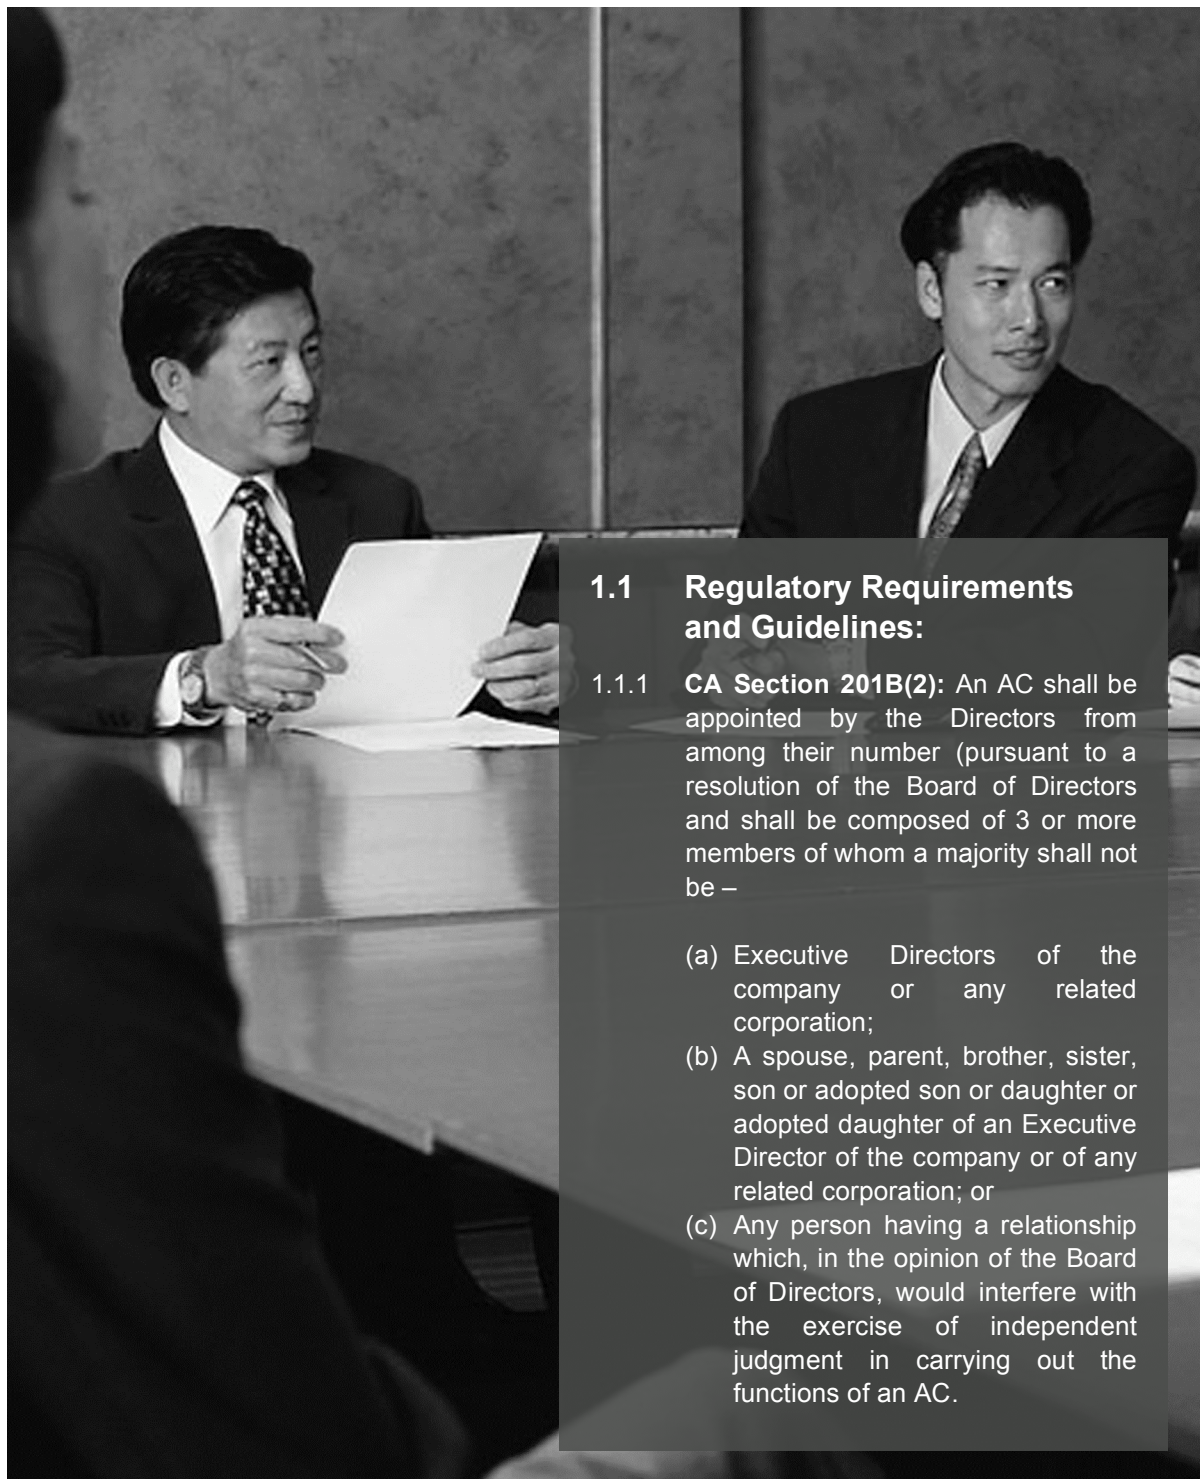 1.1 Regulatory Requirements
and Guidelines:
1.1.1 CA Section 201B(2): An AC shall be
appointed by the Directors from
among their number (pursuant to a
resolution of the Board of Directors
and shall be composed of 3 or more
members of whom a majority shall not
be –
(a) Executive Directors of the
company or any related
corporation;
(b) A spouse, parent, brother, sister,
son or adopted son or daughter or
adopted daughter of an Executive
Director of the company or of any
related corporation; or
(c) Any person having a relationship
which, in the opinion of the Board
of Directors, would interfere with
the exercise of independent
judgment in carrying out the
functions of an AC.